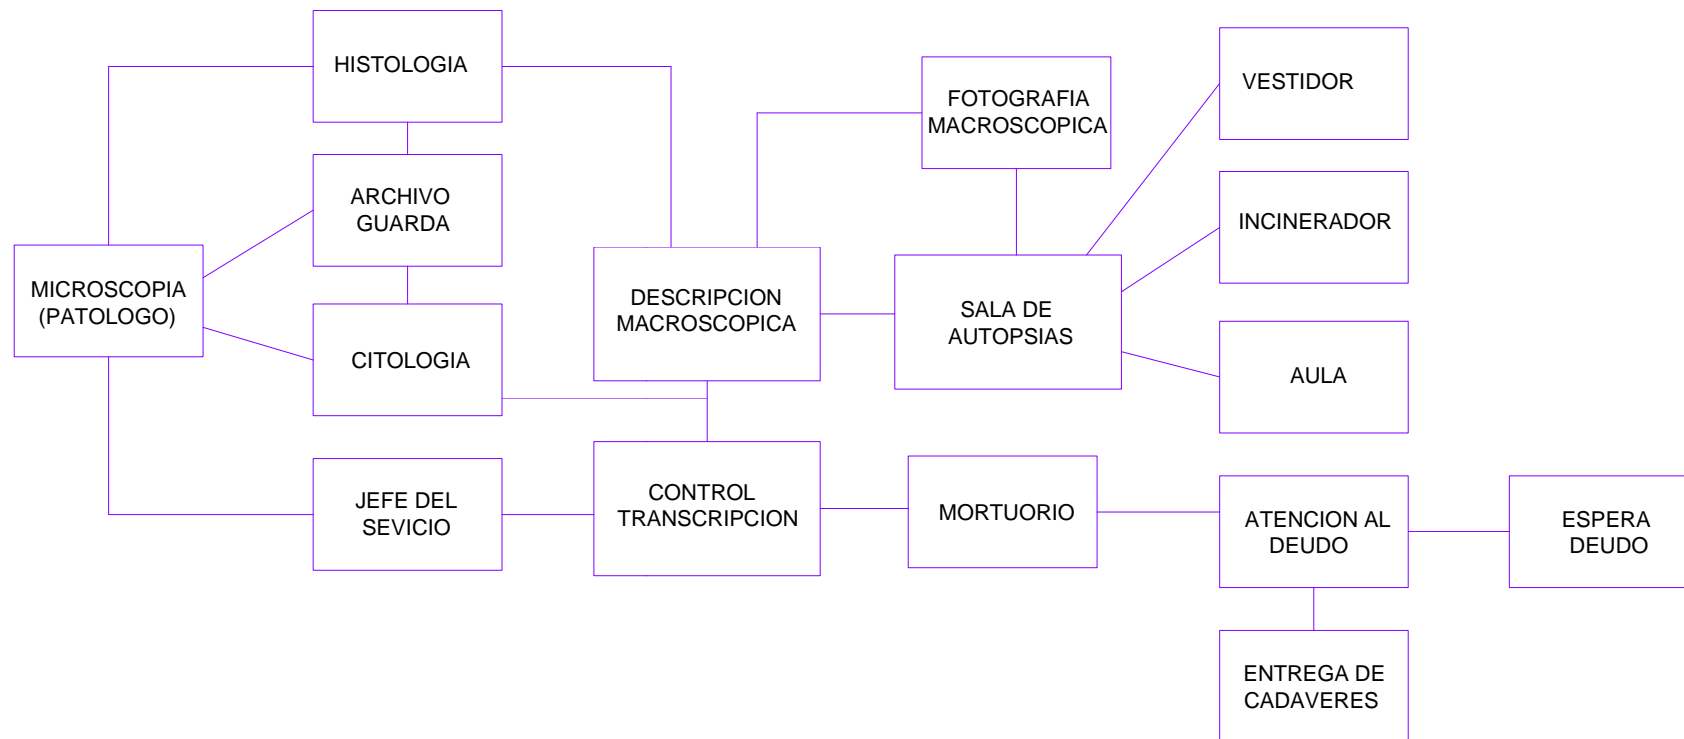 HISTOLOGIA
FOTOGRAFIA
MACROSCOPICA
VESTIDOR
ARCHIVO
GUARDA
INCINERADOR
MICROSCOPIA
(PATOLOGO)
DESCRIPCION
MACROSCOPICA
SALA DE
AUTOPSIAS
CITOLOGIA
AULA
JEFE DEL
SEVICIO
CONTROL
TRANSCRIPCION
MORTUORIO
ATENCION AL
DEUDO
ESPERA
DEUDO
ENTREGA DE
CADAVERES